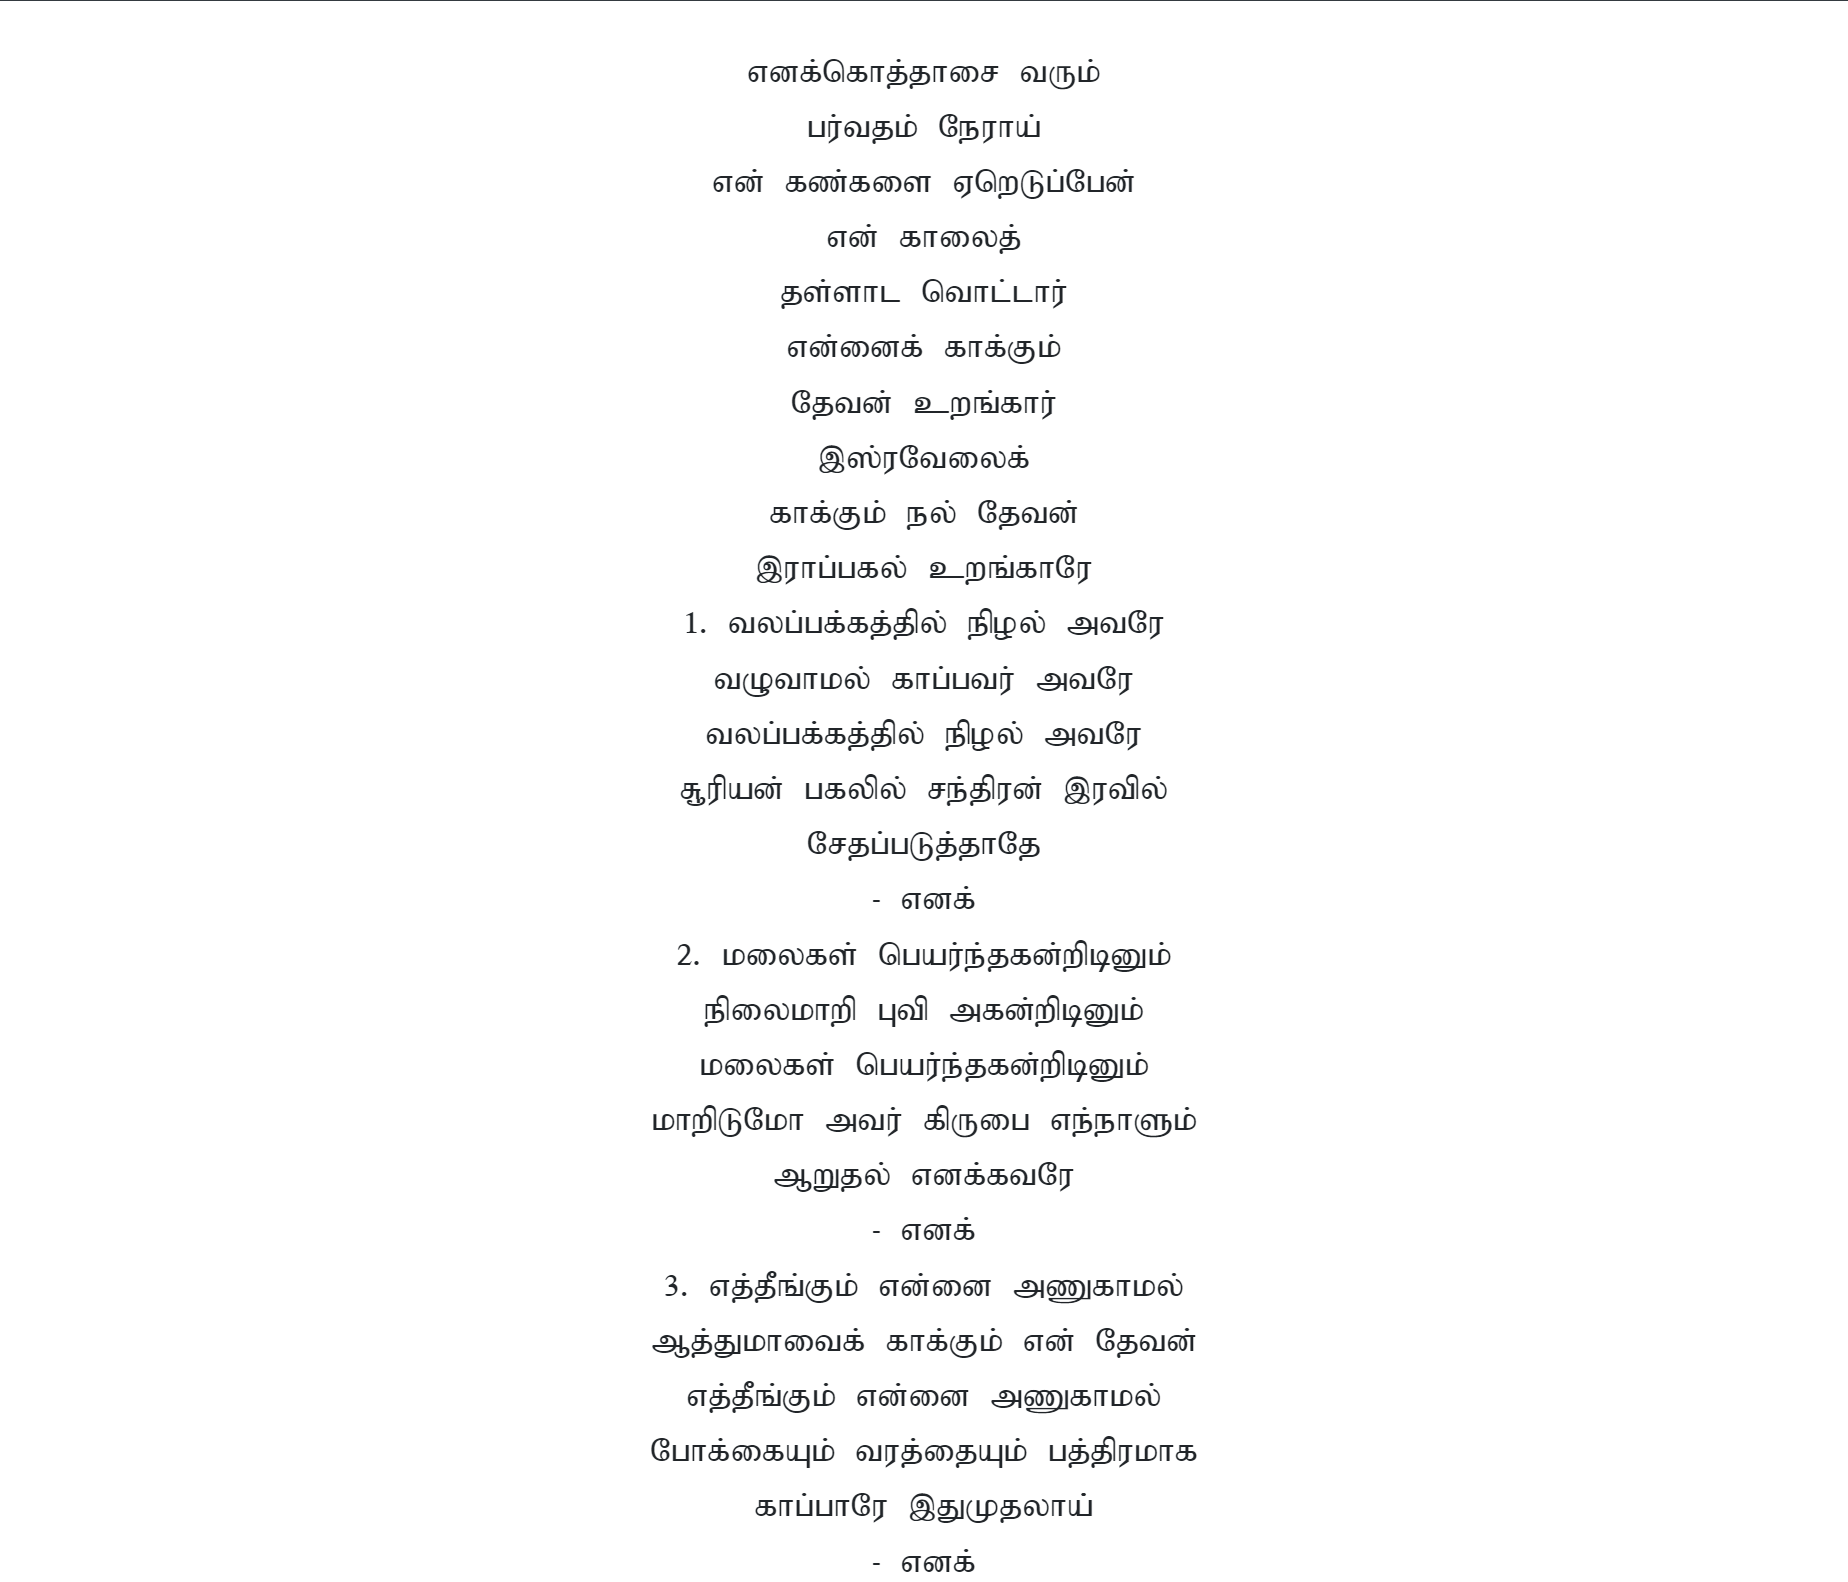 எனக்கொத்தாசை வரும்
பர்வதம் நேராய்
என் கண்களை ஏறெடுப்பேன்
என் காலைத்
தள்ளாட வொட்டார்
என்னைக் காக்கும்
தேவன் உறங்கார்
இஸ்ரவேலைக்
காக்கும் நல் தேவன்
இராப்பகல் உறங்காரே
1. வலப்பக்கத்தில் நிழல் அவரே
வழுவாமல் காப்பவர் அவரே
வலப்பக்கத்தில் நிழல் அவரே
சூரியன் பகலில் சந்திரன் இரவில்
சேதப்படுத்தாதே
- எனக்
2. மலைகள் பெயர்ந்தகன்றிடினும்
நிலைமாறி புவி அகன்றிடினும்
மலைகள் பெயர்ந்தகன்றிடினும்
மாறிடுமோ அவர் கிருபை எந்நாளும்
ஆறுதல் எனக்கவரே
- எனக்
3. எத்தீங்கும் என்னை அணுகாமல்
ஆத்துமாவைக் காக்கும் என் தேவன்
எத்தீங்கும் என்னை அணுகாமல்
போக்கையும் வரத்தையும் பத்திரமாக
காப்பாரே இதுமுதலாய்
- எனக்